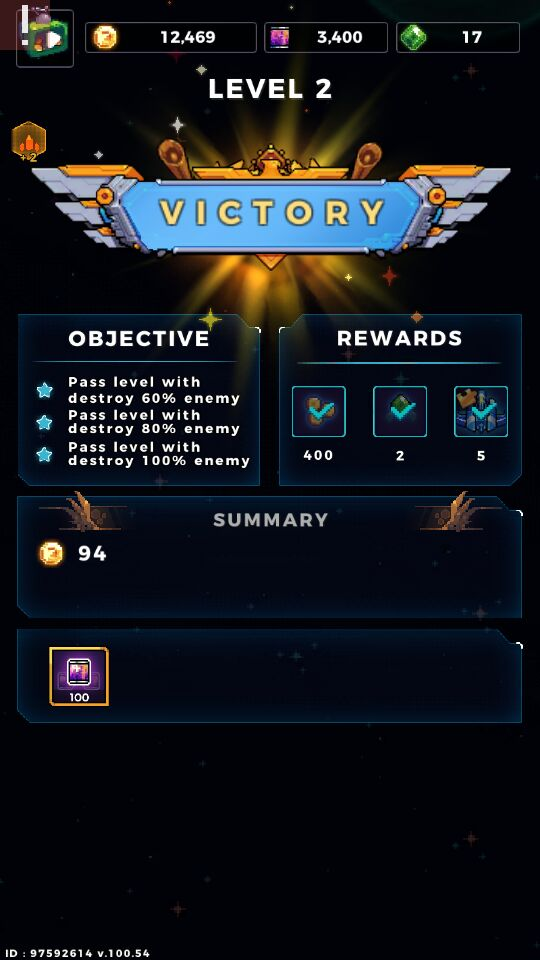 12,469
3,400
17
LEVEL 2
+2
VICTORY
OBJECTIVE
Pass level with
destroy 60% enemy
Pass level with
destroy 80% enemy
Pass level with
destroy 100% enemy
REWARDS
400
2
5
SUMMARY
94
100
ID : 97592614 v.100.54